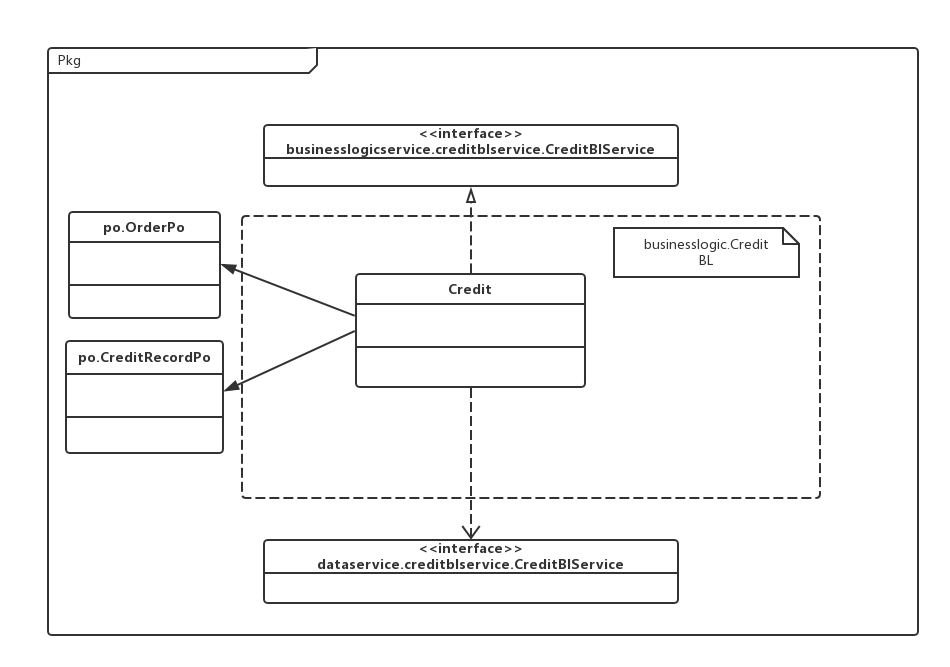 Pkg
<<interface>>
businesslogicservice.creditblservice.CreditBlService
po.OrderPo
businesslogic.Credit
BL
Credit
po.CreditRecordPo
<<interface>>
dataservice.creditblservice.CreditBlService